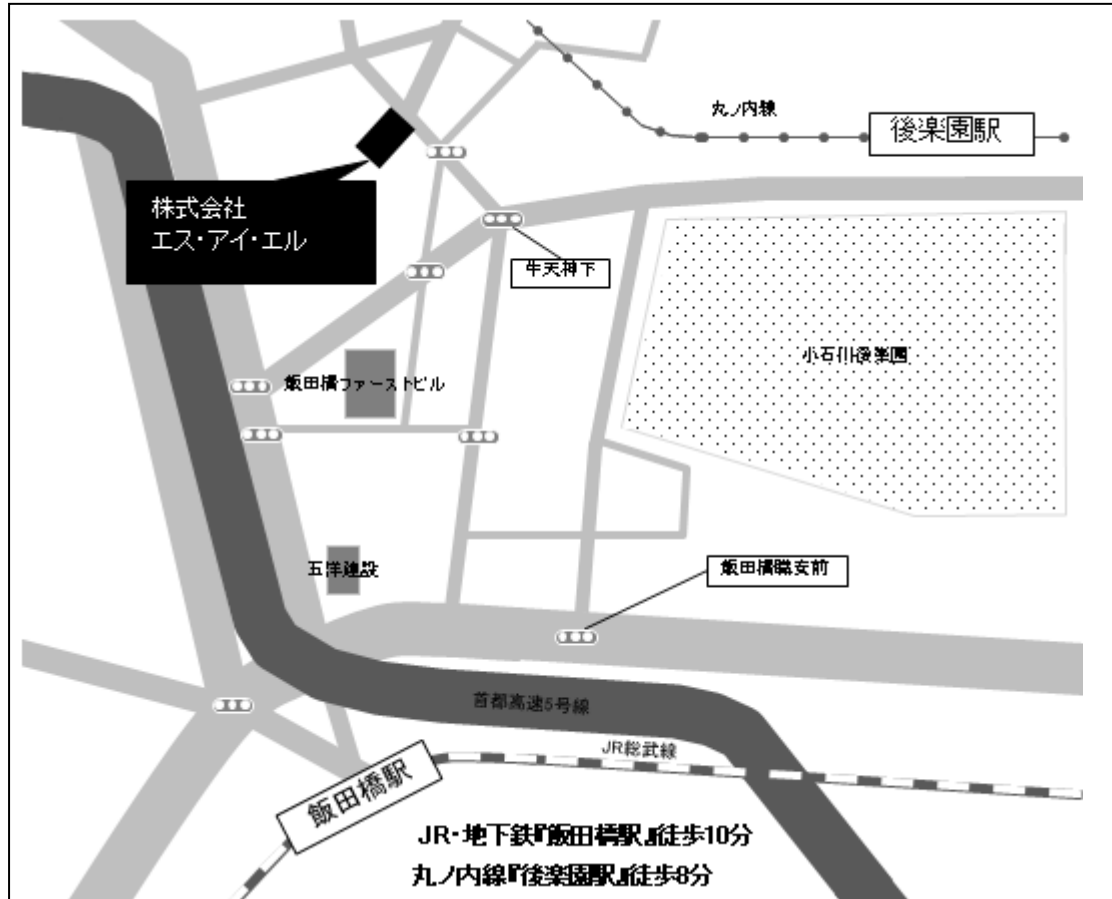 丸ノ内線
後楽園駅
株式会社
エス・アイ・エル
牛天神下
小石川後楽園
飯田橋ファーストビル
五洋建設
飯田橋職安前
首都高速5号線
JR総武線
飯田橋駅
JR・地下鉄『飯田橋駅』徒歩10分
丸ノ内線『後楽園駅』徒歩8分